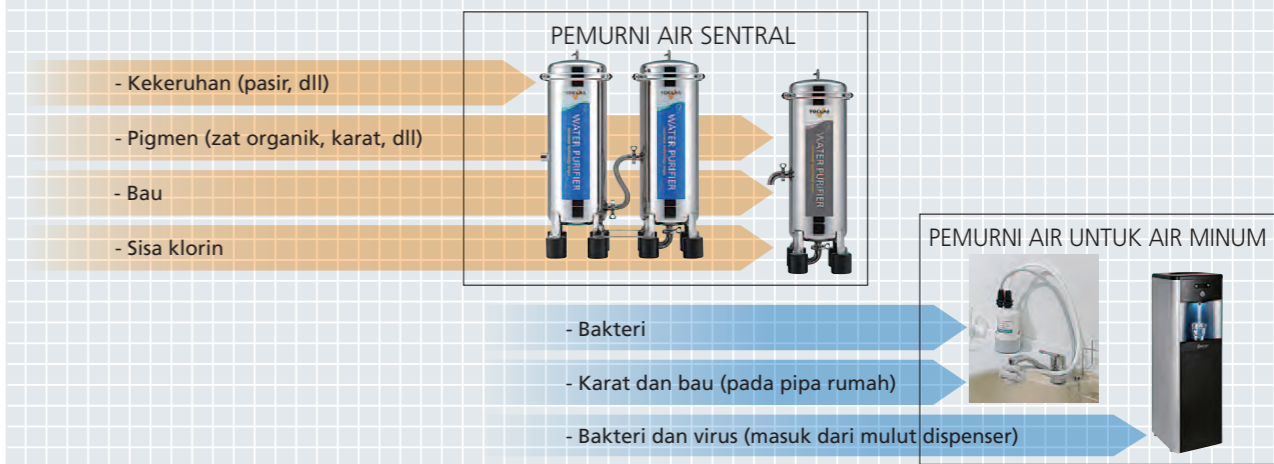 PEMURNI AIR SENTRAL
- Kekeruhan (pasir, dll)
- Pigmen (zat organik, karat, dll)
- Bau
- Sisa klorin
WATER PURIFIER
WATER PURIFIER
WATER PURIFIER
PEMURNI AIR UNTUK AIR MINUM
- Bakteri
- Karat dan bau (pada pipa rumah)
- Bakteri dan virus (masuk dari mulut dispenser)